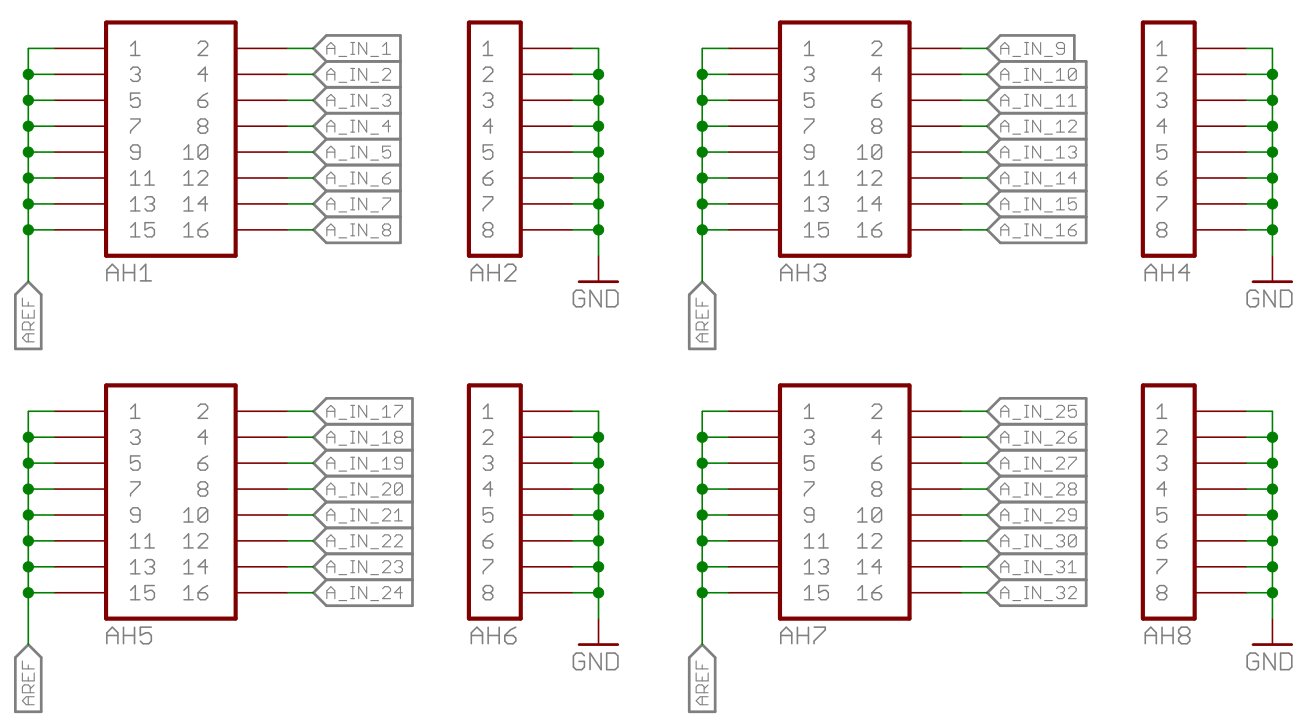 1 2 A_IN_1 1 1 2 A_IN_9 1
3 4 A_IN_2 2 3 4 A_IN_10 2
5 6 A_IN_3 3 5 6 A_IN_11 3
7 8 A_IN_4 4 7 8 A_IN_12 4
9 10 A_IN_5 5 9 10 A_IN_13 5
11 12 A_IN_6 6 11 12 A_IN_14 6
13 14 A_IN_7 7 13 14 A_IN_15 7
15 16 A_IN_8 8 15 16 A_IN_16 8
AH1 AH2 AH3 AH4
GND GND
AREF AREF
1 2 A_IN_17 1 1 2 A_IN_25 1
3 4 A_IN_18 2 3 4 A_IN_26 2
5 6 A_IN_19 3 5 6 A_IN_27 3
7 8 A_IN_20 4 7 8 A_IN_28 4
9 10 A_IN_21 5 9 10 A_IN_29 5
11 12 A_IN_22 6 11 12 A_IN_30 6
13 14 A_IN_23 7 13 14 A_IN_31 7
15 16 A_IN_24 8 15 16 A_IN_32 8
AH5 AH6 AH7 AH8
GND GND
AREF AREF